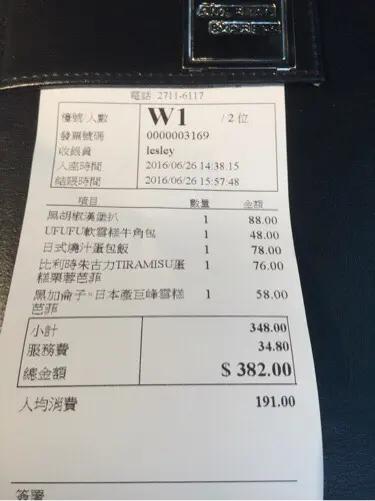 電話 2711-6117
檯號/人數 W1 / 2 位
發票號碼 0000003169
收銀員 lesley
入座時間 2016/06/26 14:38.15
結賬時間 2016/06/26 15:57:48
項目 數量 金額
黑胡椒漢堡扒 1 88.00
UFUFU軟雪糕牛角包 1 48.00
日式燒汁蛋包飯 1 78.00
比利時朱古力TIRAMISU蛋 1 76.00
糕栗蓉芭菲
黑加侖子。日本產巨峰雪糕 1 58.00
芭菲
小計 348.00
服務費 34.80
總金額 $ 382.00
人均消費 191.00
簽署